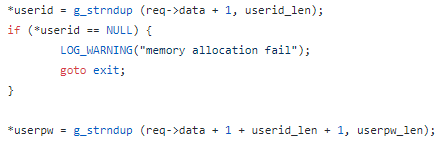 *userid = g_strndup (req->data + 1, userid_len);
if (*userid == NULL) {
        LOG_WARNING("memory allocation fail");
        goto exit;
}

*userpw = g_strndup (req->data + 1 + userid_len + 1, userpw_len);